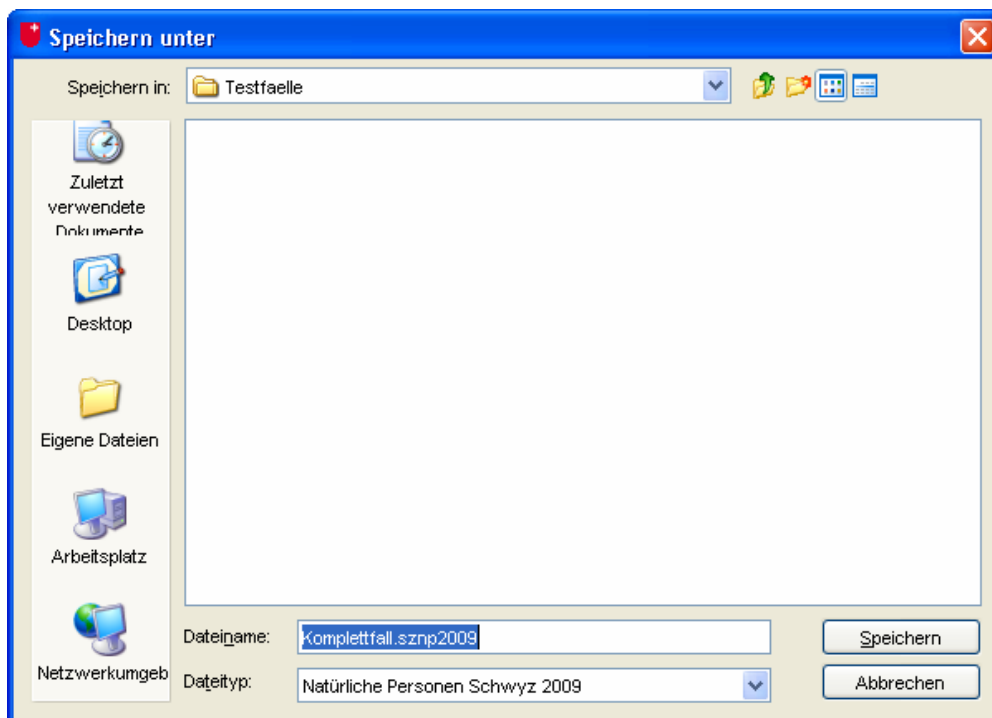 Speichern unter
Speichern in:
Testfaelle
Zuletzt
verwendete
Dokumente
Desktop
Eigene Dateien
Arbeitsplatz
Netzwerkumgeb
Dateiname:
Komplettfall.sznp2009
Speichern
Dateityp:
Natürliche Personen Schwyz 2009
Abbrechen